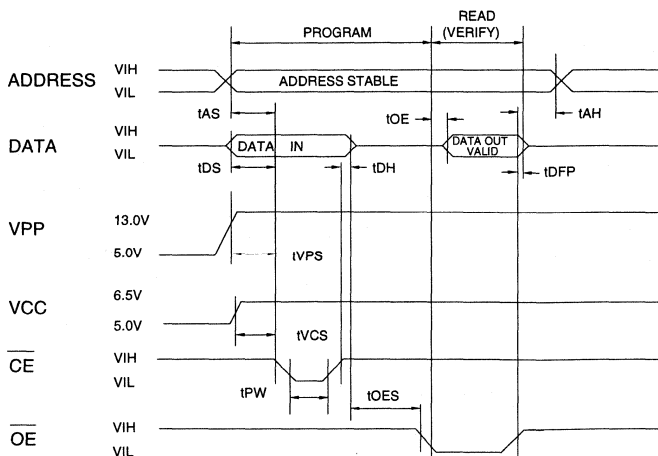 PROGRAM
READ
(VERIFY)
ADDRESS
VIH
VIL
ADDRESS STABLE
tAS
tOE
tAH
DATA
VIH
VIL
DATA IN
DATA OUT
VALID
tDS
tDH
tDFP
VPP
13.0V
5.0V
tVPS
VCC
6.5V
5.0V
tVCS
CE
VIH
VIL
tPW
tOES
OE
VIH
VIL